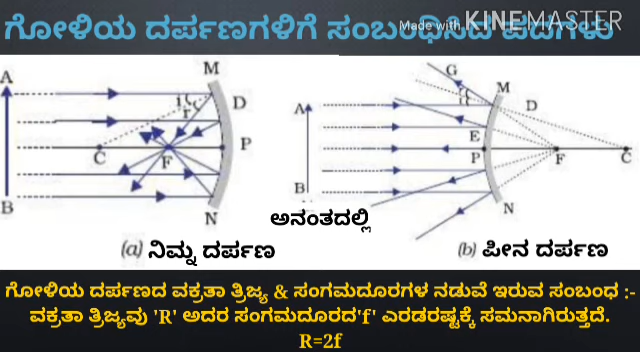 ಗೋಳಿಯ ದರ್ಪಣಗಳಿಗೆ ಸಂಬಂಧಿಸಿದ ಪದಗಳು
Made with KINEMASTER
A M D i r C F P B N
G M D A i r E P F C B N
ಅನಂತದಲ್ಲಿ
(a) ನಿಮ್ನ ದರ್ಪಣ
(b) ಪೀನ ದರ್ಪಣ
ಗೋಳಿಯ ದರ್ಪಣದ ವಕ್ರತಾ ತ್ರಿಜ್ಯ & ಸಂಗಮದೂರಗಳ ನಡುವೆ ಇರುವ ಸಂಬಂಧ :-
ವಕ್ರತಾ ತ್ರಿಜ್ಯವು 'R' ಅದರ ಸಂಗಮದೂರದ'f' ಎರಡರಷ್ಟಕ್ಕೆ ಸಮನಾಗಿರುತ್ತದೆ.
R=2f